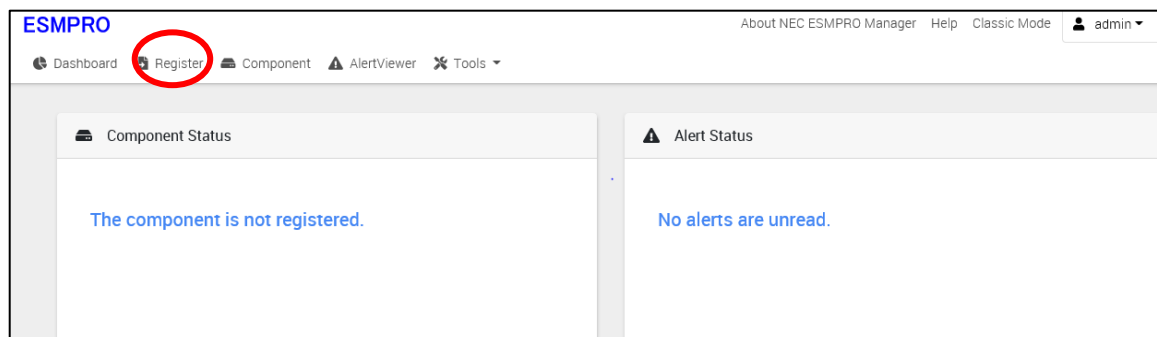 ESMPRO
About NEC ESMPRO Manager Help Classic Mode admin
Dashboard Register Component AlertViewer Tools
Component Status
Alert Status
The component is not registered.
No alerts are unread.